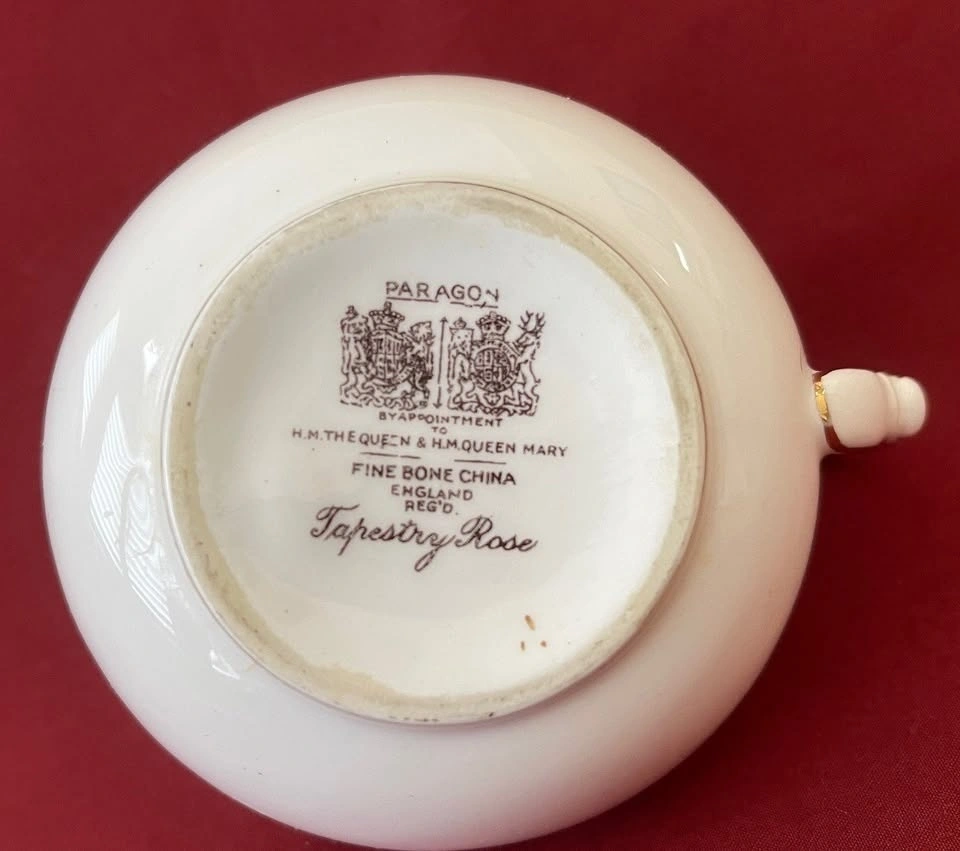 PARAGON
BY APPOINTMENT
TO
H.M. THE QUEEN & H.M. QUEEN MARY
FINE BONE CHINA
ENGLAND
REG'D.
Tapestry Rose